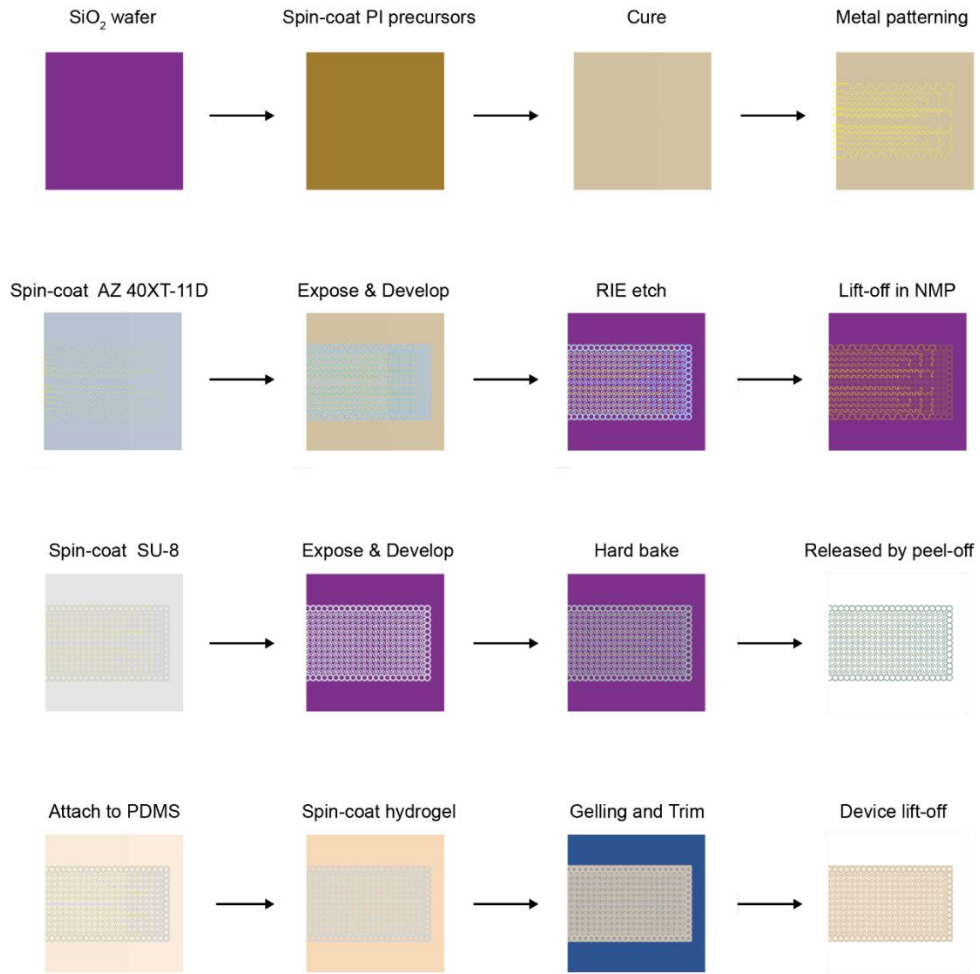 SiO₂ wafer
Spin-coat PI precursors
Cure
Metal patterning
Spin-coat AZ 40XT-11D
Expose & Develop
RIE etch
Lift-off in NMP
Spin-coat SU-8
Expose & Develop
Hard bake
Released by peel-off
Attach to PDMS
Spin-coat hydrogel
Gelling and Trim
Device lift-off